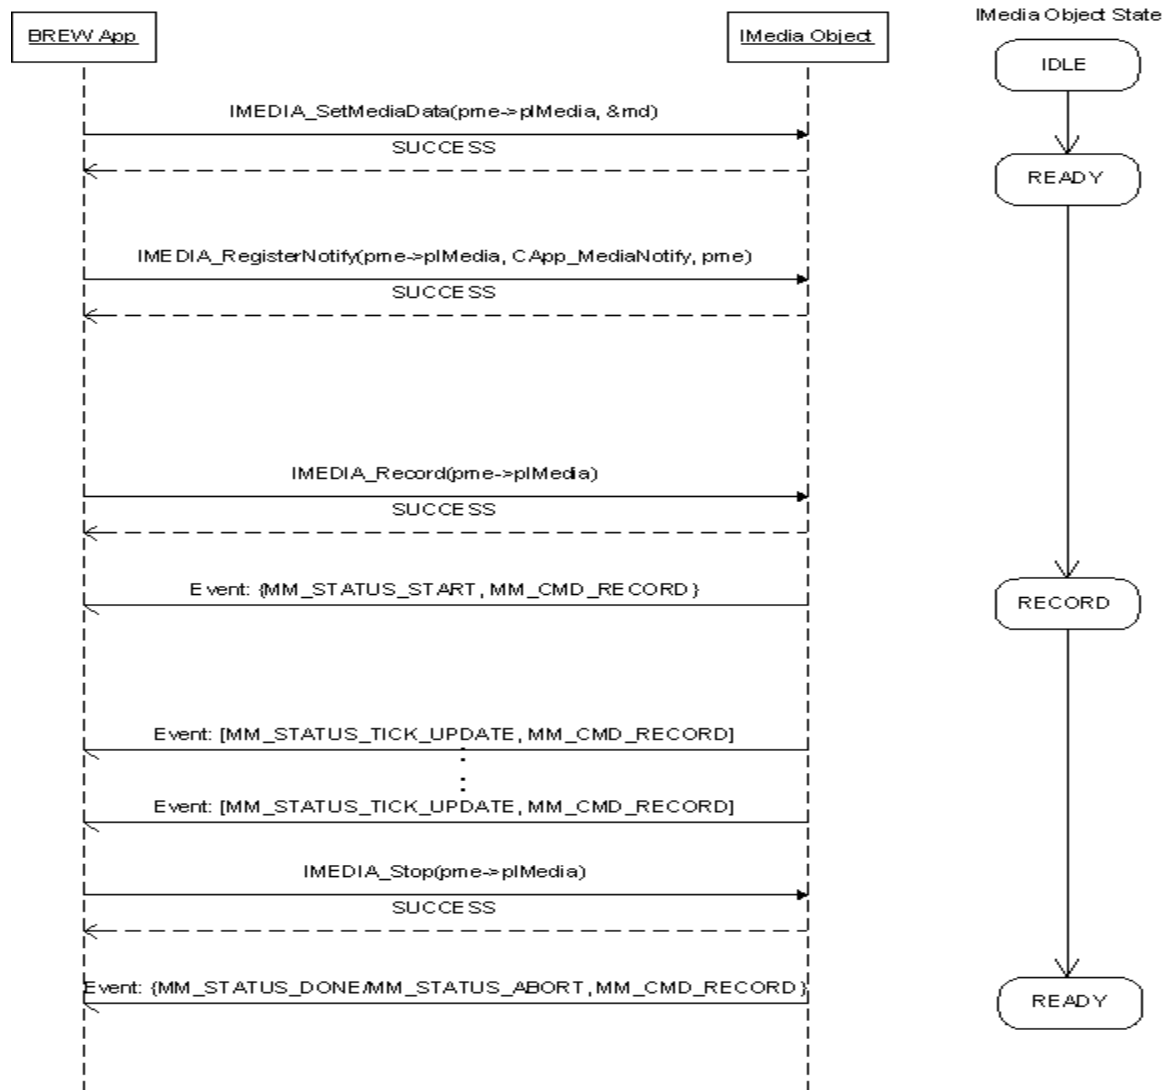 IMedia Object State
BREW App
IMedia Object
IDLE
IMEDIA_SetMediaData(pme->pIMedia, &md)
SUCCESS
READY
IMEDIA_RegisterNotify(pme->pIMedia, CApp_MediaNotify, pme)
SUCCESS
IMEDIA_Record(pme->pIMedia)
SUCCESS
Event: {MM_STATUS_START, MM_CMD_RECORD}
RECORD
Event: [MM_STATUS_TICK_UPDATE, MM_CMD_RECORD]
Event: [MM_STATUS_TICK_UPDATE, MM_CMD_RECORD]
IMEDIA_Stop(pme->pIMedia)
SUCCESS
Event: {MM_STATUS_DONE/MM_STATUS_ABORT, MM_CMD_RECORD}
READY